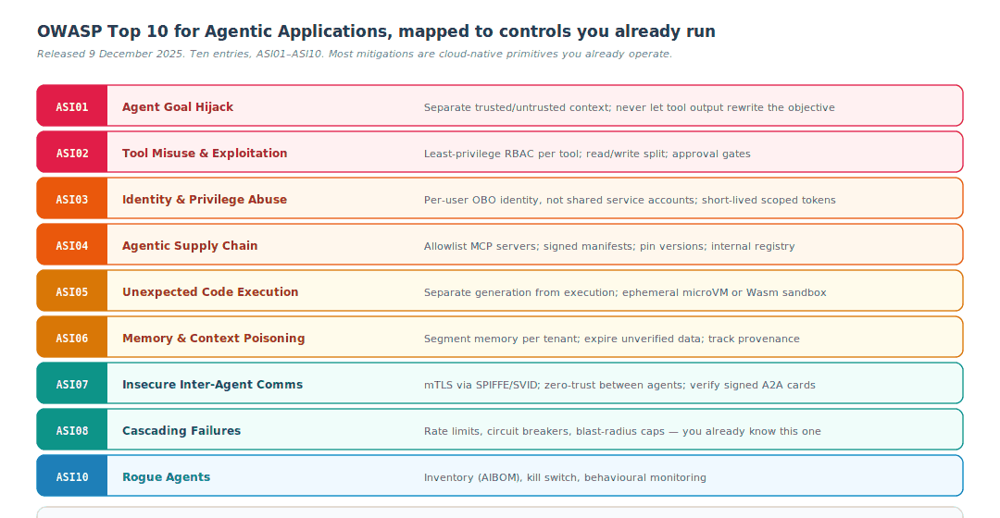 OWASP Top 10 for Agentic Applications, mapped to controls you already run
Released 9 December 2025. Ten entries, ASI01–ASI10. Most mitigations are cloud-native primitives you already operate.
ASI01 Agent Goal Hijack Separate trusted/untrusted context; never let tool output rewrite the objective
ASI02 Tool Misuse & Exploitation Least-privilege RBAC per tool; read/write split; approval gates
ASI03 Identity & Privilege Abuse Per-user OBO identity, not shared service accounts; short-lived scoped tokens
ASI04 Agentic Supply Chain Allowlist MCP servers; signed manifests; pin versions; internal registry
ASI05 Unexpected Code Execution Separate generation from execution; ephemeral microVM or Wasm sandbox
ASI06 Memory & Context Poisoning Segment memory per tenant; expire unverified data; track provenance
ASI07 Insecure Inter-Agent Comms mTLS via SPIFFE/SVID; zero-trust between agents; verify signed A2A cards
ASI08 Cascading Failures Rate limits, circuit breakers, blast-radius caps — you already know this one
ASI10 Rogue Agents Inventory (AIBOM), kill switch, behavioural monitoring